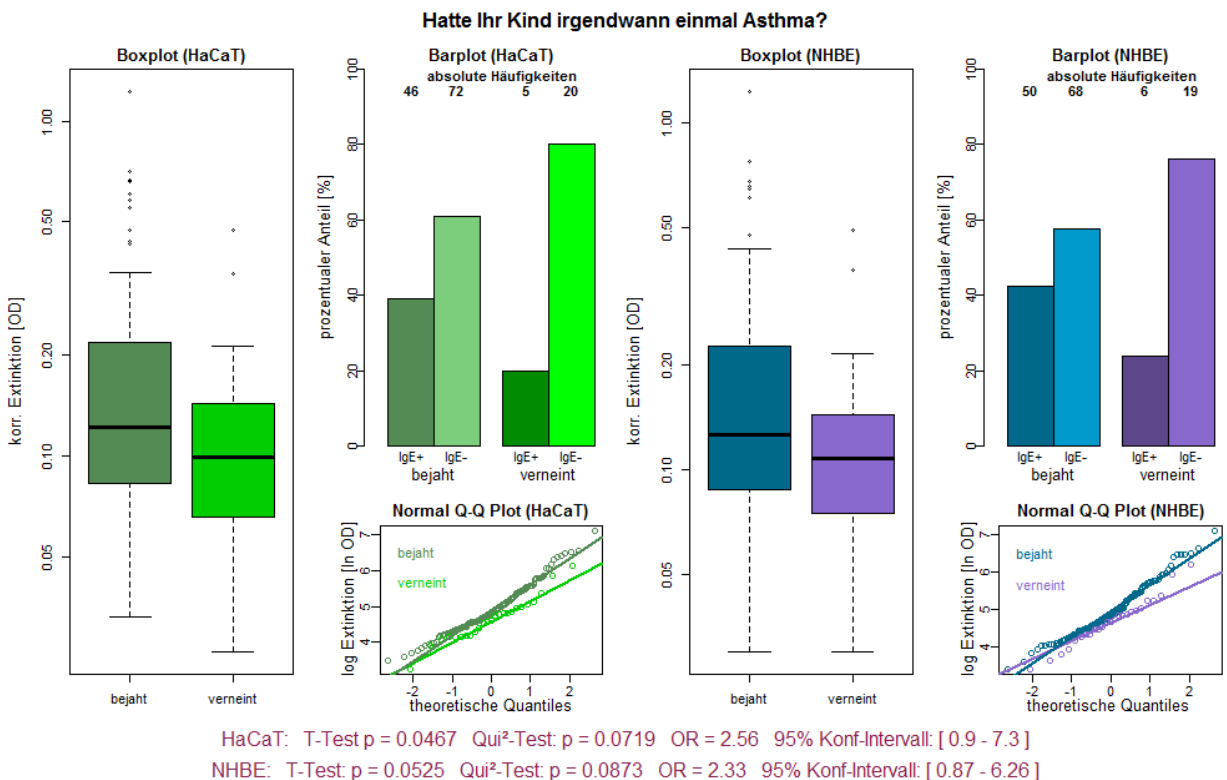 Hatte Ihr Kind irgendwann einmal Asthma?
Boxplot (HaCaT)
korr. Extinktion [OD]
1.00
0.50
0.20
0.10
0.05
bejaht verneint
Barplot (HaCaT)
absolute Häufigkeiten
46 72 5 20
prozentualer Anteil [%]
100
80
60
40
20
0
IgE+ IgE- IgE+ IgE-
bejaht verneint
Normal Q-Q Plot (HaCaT)
log Extinktion [ln OD]
7
6
5
4
bejaht
verneint
-2 -1 0 1 2
theoretische Quantiles
Boxplot (NHBE)
korr. Extinktion [OD]
1.00
0.50
0.20
0.10
0.05
bejaht verneint
Barplot (NHBE)
absolute Häufigkeiten
50 68 6 19
prozentualer Anteil [%]
100
80
60
40
20
0
IgE+ IgE- IgE+ IgE-
bejaht verneint
Normal Q-Q Plot (NHBE)
log Extinktion [ln OD]
7
6
5
4
bejaht
verneint
-2 -1 0 1 2
theoretische Quantiles
HaCaT: T-Test p = 0.0467 Qui²-Test: p = 0.0719 OR = 2.56 95% Konf-Intervall: [ 0.9 - 7.3 ]
NHBE: T-Test: p = 0.0525 Qui²-Test: p = 0.0873 OR = 2.33 95% Konf-Intervall: [ 0.87 - 6.26 ]